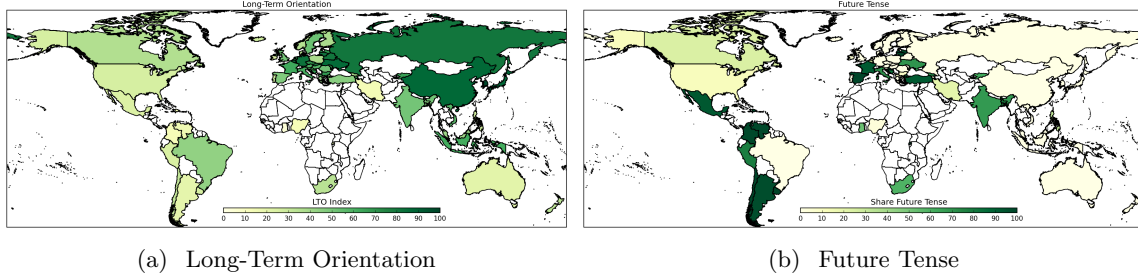 Long-Term Orientation
LTO Index
0 10 20 30 40 50 60 70 80 90 100
(a) Long-Term Orientation
Future Tense
Share Future Tense
0 10 20 30 40 50 60 70 80 90 100
(b) Future Tense